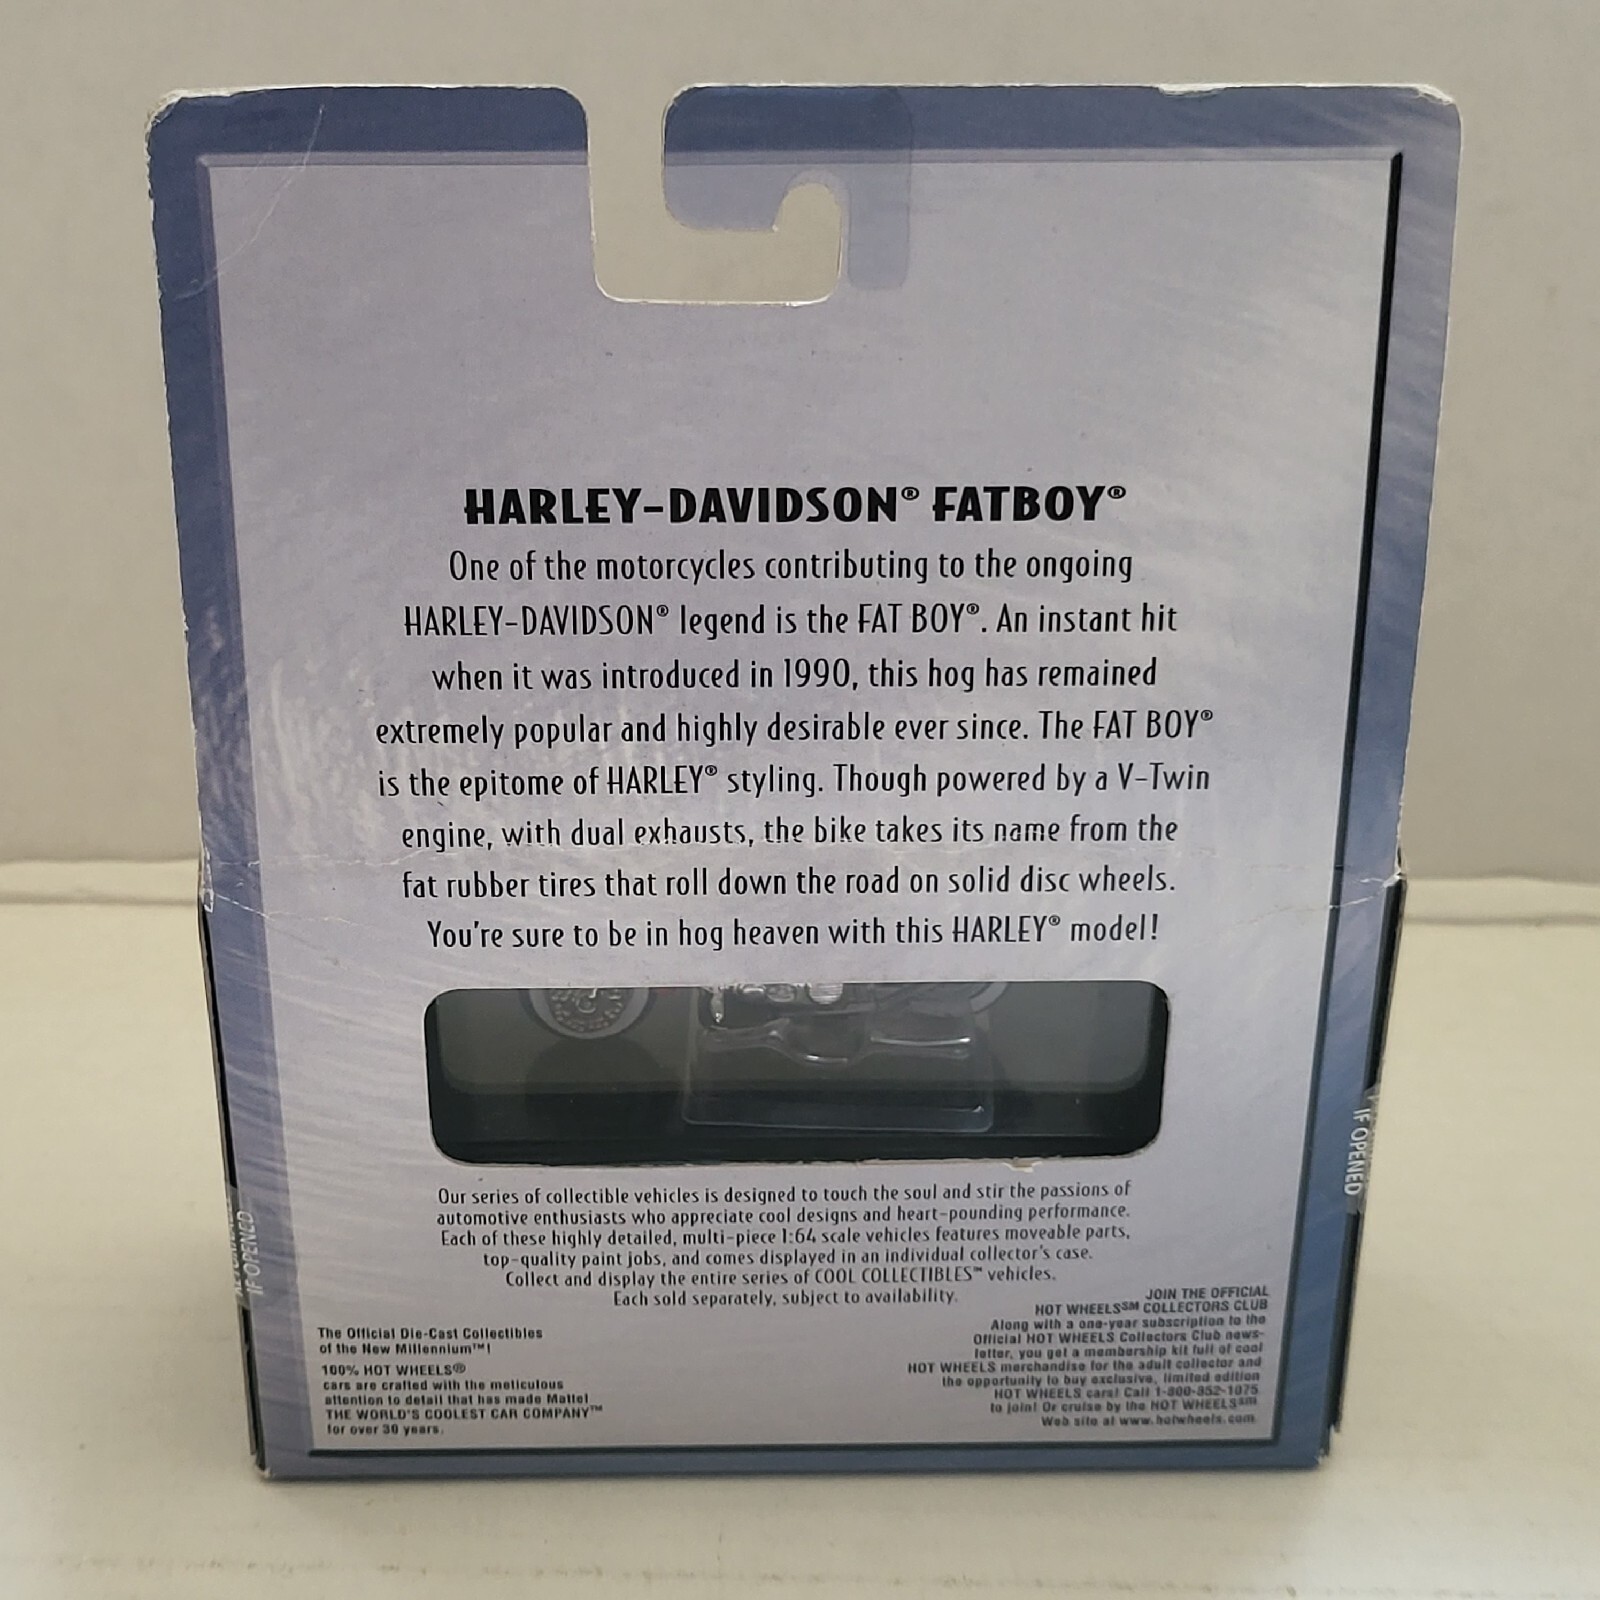 HARLEY-DAVIDSON® FATBOY®
One of the motorcycles contributing to the ongoing
HARLEY-DAVIDSON® legend is the FAT BOY®. An instant hit
when it was introduced in 1990, this hog has remained
extremely popular and highly desirable ever since. The FAT BOY®
is the epitome of HARLEY® styling. Though powered by a V-Twin
engine, with dual exhausts, the bike takes its name from the
fat rubber tires that roll down the road on solid disc wheels.
You're sure to be in hog heaven with this HARLEY® model!
Our series of collectible vehicles is designed to touch the soul and stir the passions of
automotive enthusiasts who appreciate cool designs and heart-pounding performance.
Each of these highly detailed, multi-piece 1:64 scale vehicles features moveable parts,
top-quality paint jobs, and comes displayed in an individual collector's case.
Collect and display the entire series of COOL COLLECTIBLES™ vehicles.
Each sold separately, subject to availability.
The Official Die-Cast Collectibles
of the New Millennium™!
100% HOT WHEELS®
cars are crafted with the meticulous
attention to detail that has made Mattel
THE WORLD'S COOLEST CAR COMPANY™
for over 30 years.
JOIN THE OFFICIAL
HOT WHEELS℠ COLLECTORS CLUB
Along with a one-year subscription to the
Official HOT WHEELS Collectors Club news-
letter, you get a membership kit full of cool
HOT WHEELS merchandise for the adult collector and
the opportunity to buy exclusive, limited edition
HOT WHEELS cars! Call 1-800-852-1075
to join! Or cruise by the HOT WHEELS℠
Web site at www.hotwheels.com.
IF OPENED
IF OPENED